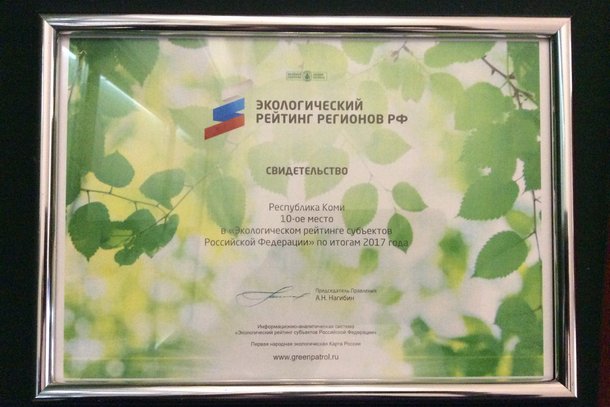 ЭКОЛОГИЧЕСКИЙ
РЕЙТИНГ РЕГИОНОВ РФ
СВИДЕТЕЛЬСТВО
Республика Коми
10-ое место
в «Экологическом рейтинге субъектов
Российской Федерации» по итогам 2017 года
Председатель Правления
А.Н. Нагибин
Информационно-аналитическая система
«Экологический рейтинг субъектов Российской Федерации»
Первая народная экологическая Карта России
www.greenpatrol.ru